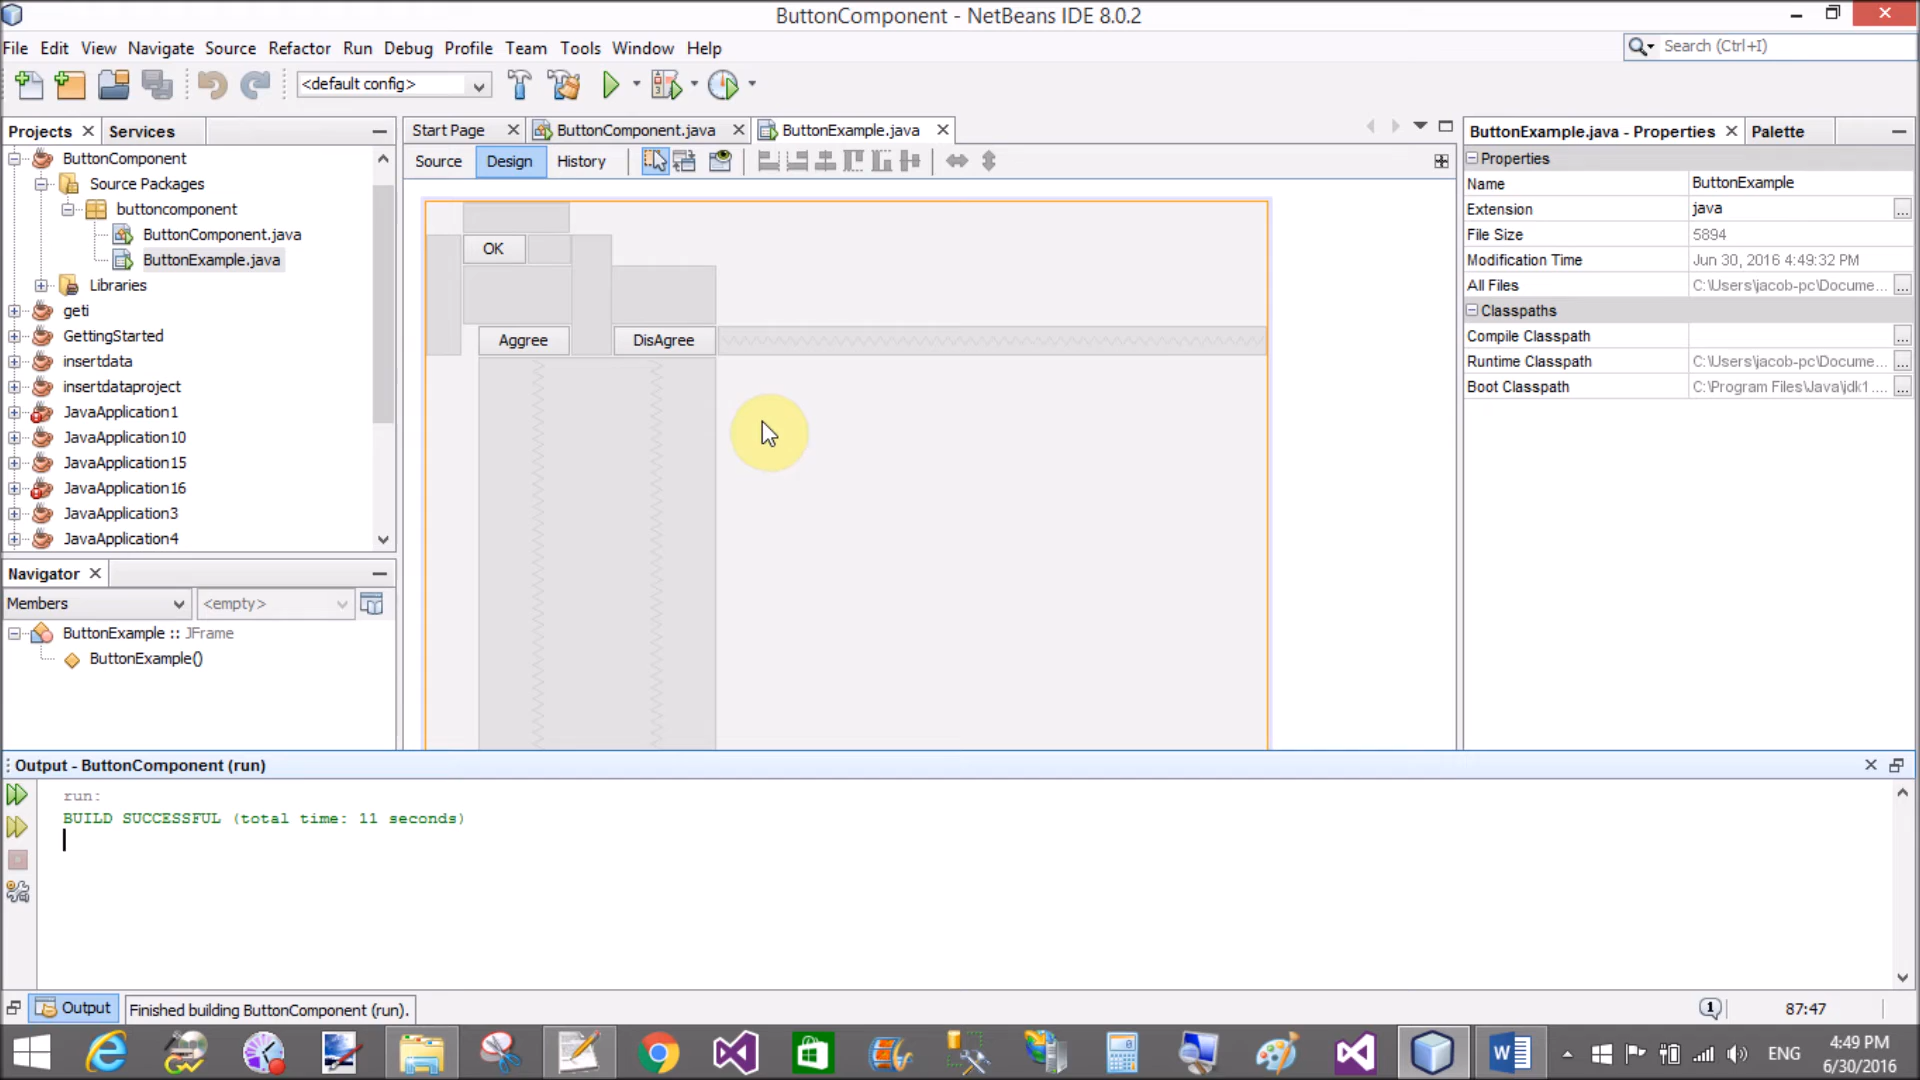 ButtonComponent - NetBeans IDE 8.0.2
File Edit View Navigate Source Refactor Run Debug Profile Team Tools Window Help
Search (Ctrl+I)
<default config>
Projects Services
Start Page ButtonComponent.java ButtonExample.java
ButtonExample.java - Properties Palette
Source Design History
ButtonComponent
Source Packages
buttoncomponent
ButtonComponent.java
ButtonExample.java
Libraries
geti
GettingStarted
insertdata
insertdataproject
JavaApplication1
JavaApplication10
JavaApplication15
JavaApplication16
JavaApplication3
JavaApplication4
OK
Aggree DisAgree
Properties
Name ButtonExample
Extension java
File Size 5894
Modification Time Jun 30, 2016 4:49:32 PM
All Files C:\Users\jacob-pc\Docume...
Classpaths
Compile Classpath
Runtime Classpath C:\Users\jacob-pc\Docume...
Boot Classpath C:\Program Files\Java\jdk1....
Navigator
Members <empty>
ButtonExample :: JFrame
ButtonExample()
Output - ButtonComponent (run)
run:
BUILD SUCCESSFUL (total time: 11 seconds)
Output Finished building ButtonComponent (run).
1 87:47
ENG 4:49 PM
6/30/2016